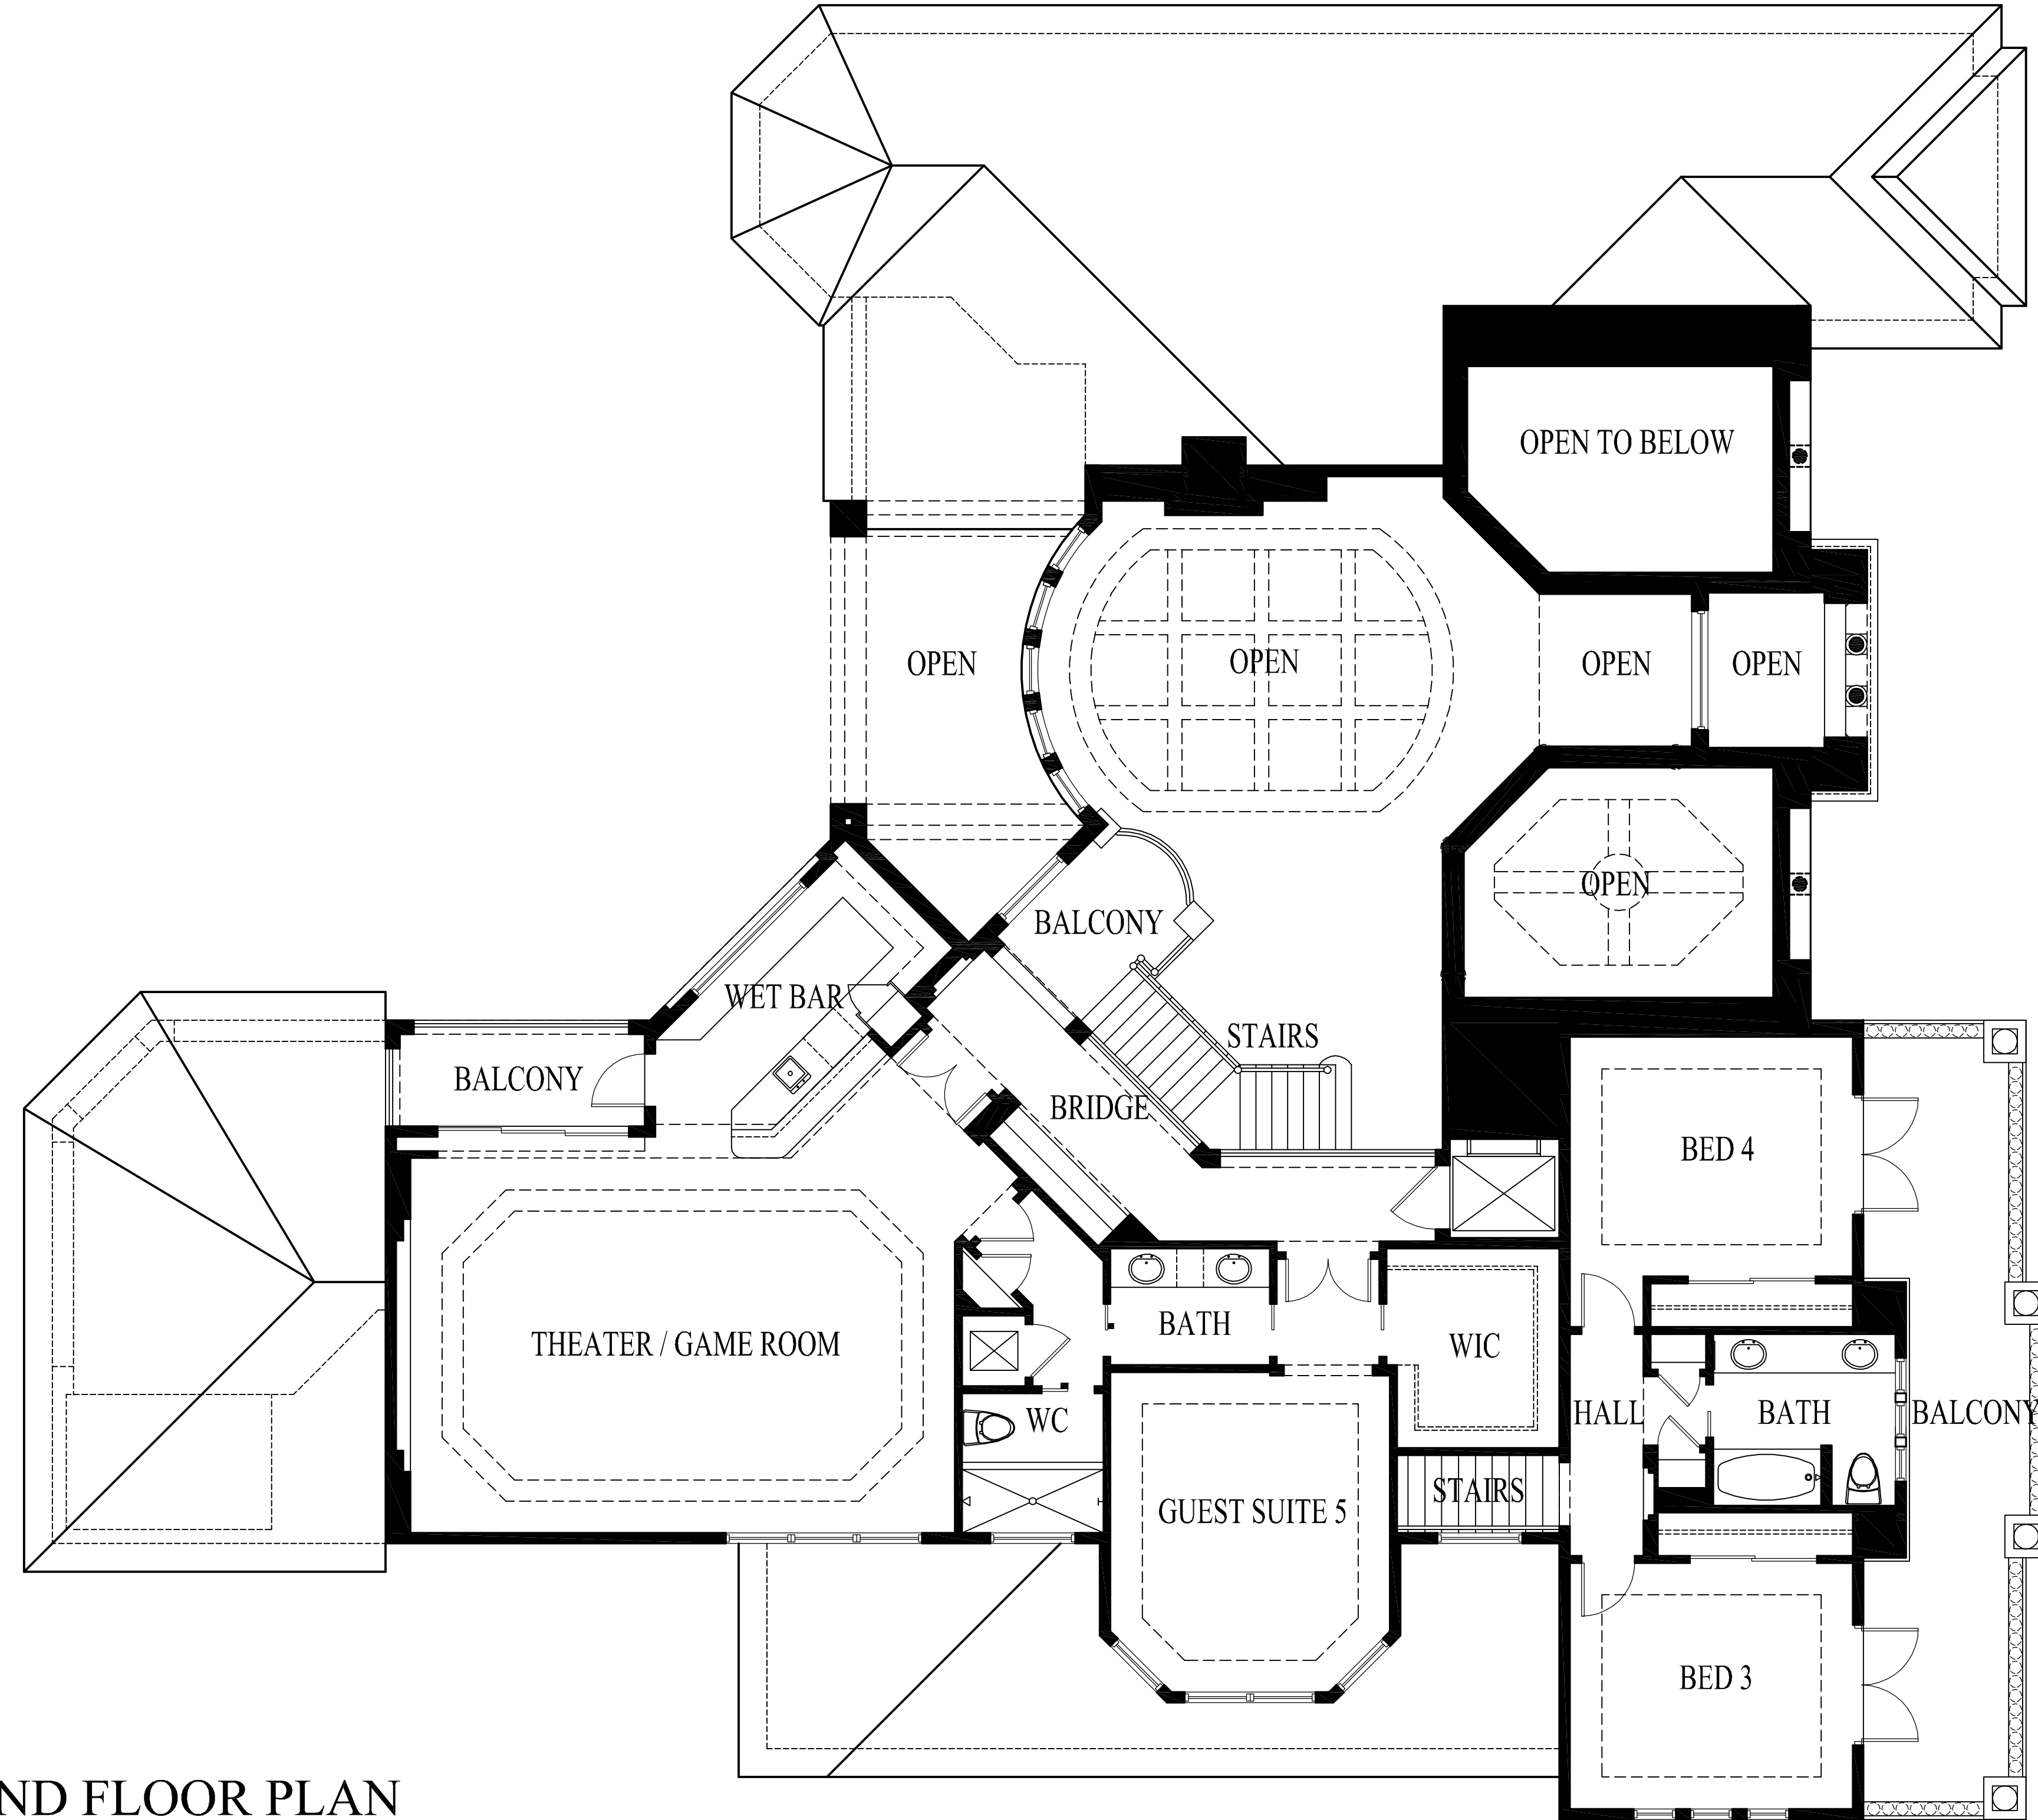 OPEN TO BELOW
OPEN
OPEN
OPEN
OPEN
OPEN
BALCONY
WET BAR
STAIRS
BALCONY
BRIDGE
BED 4
THEATER / GAME ROOM
BATH
WIC
WC
HALL
BATH
BALCONY
STAIRS
GUEST SUITE 5
BED 3
ND FLOOR PLAN